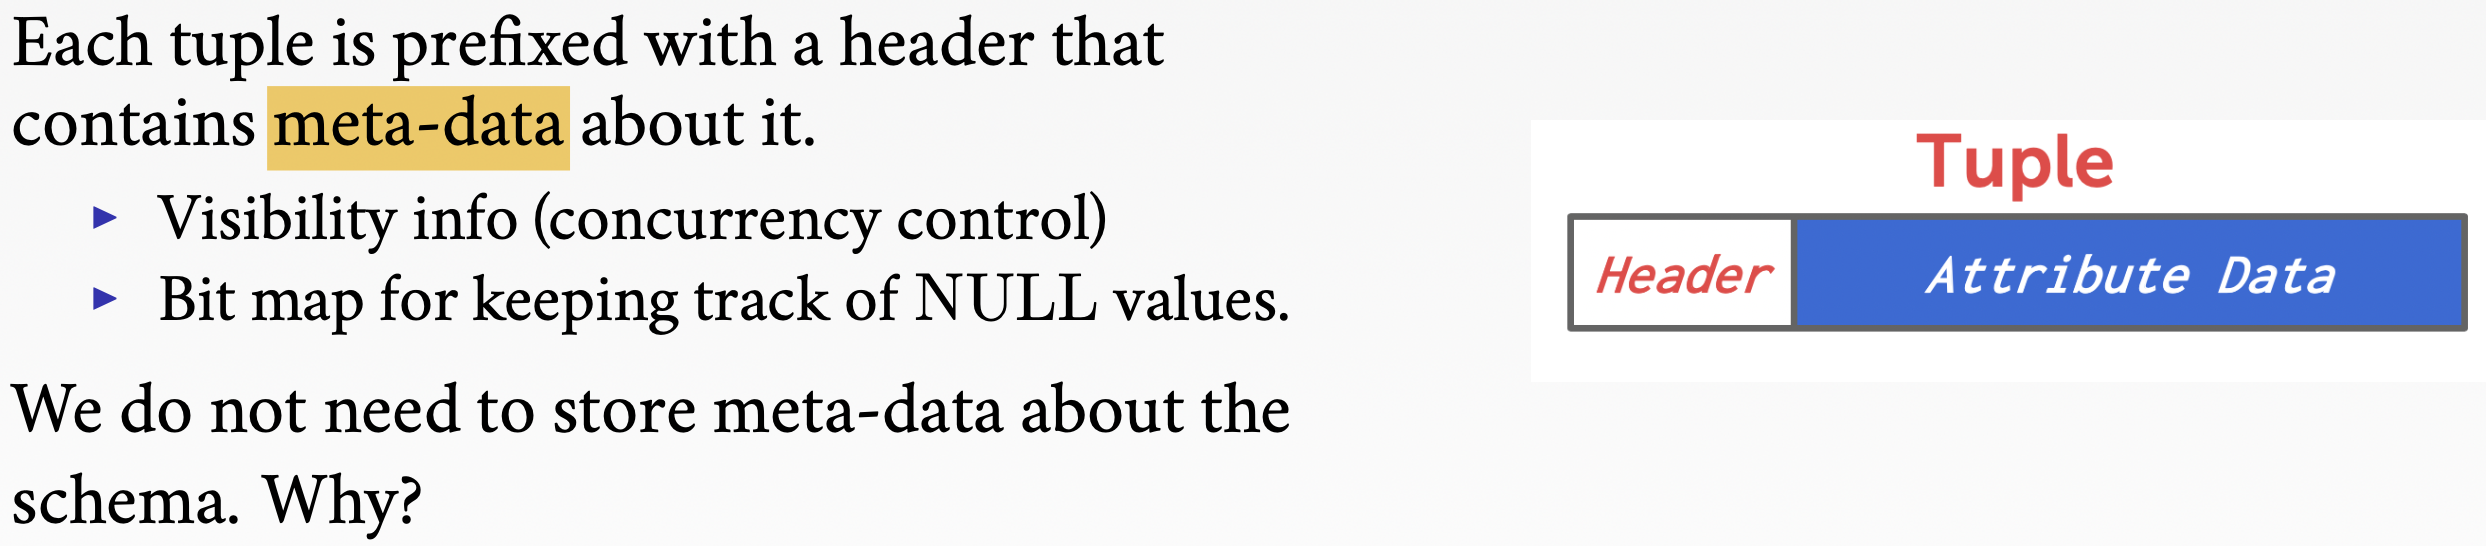 Each tuple is prefixed with a header that
contains meta-data about it.
▶ Visibility info (concurrency control)
▶ Bit map for keeping track of NULL values.
We do not need to store meta-data about the
schema. Why?
Tuple
Header Attribute Data